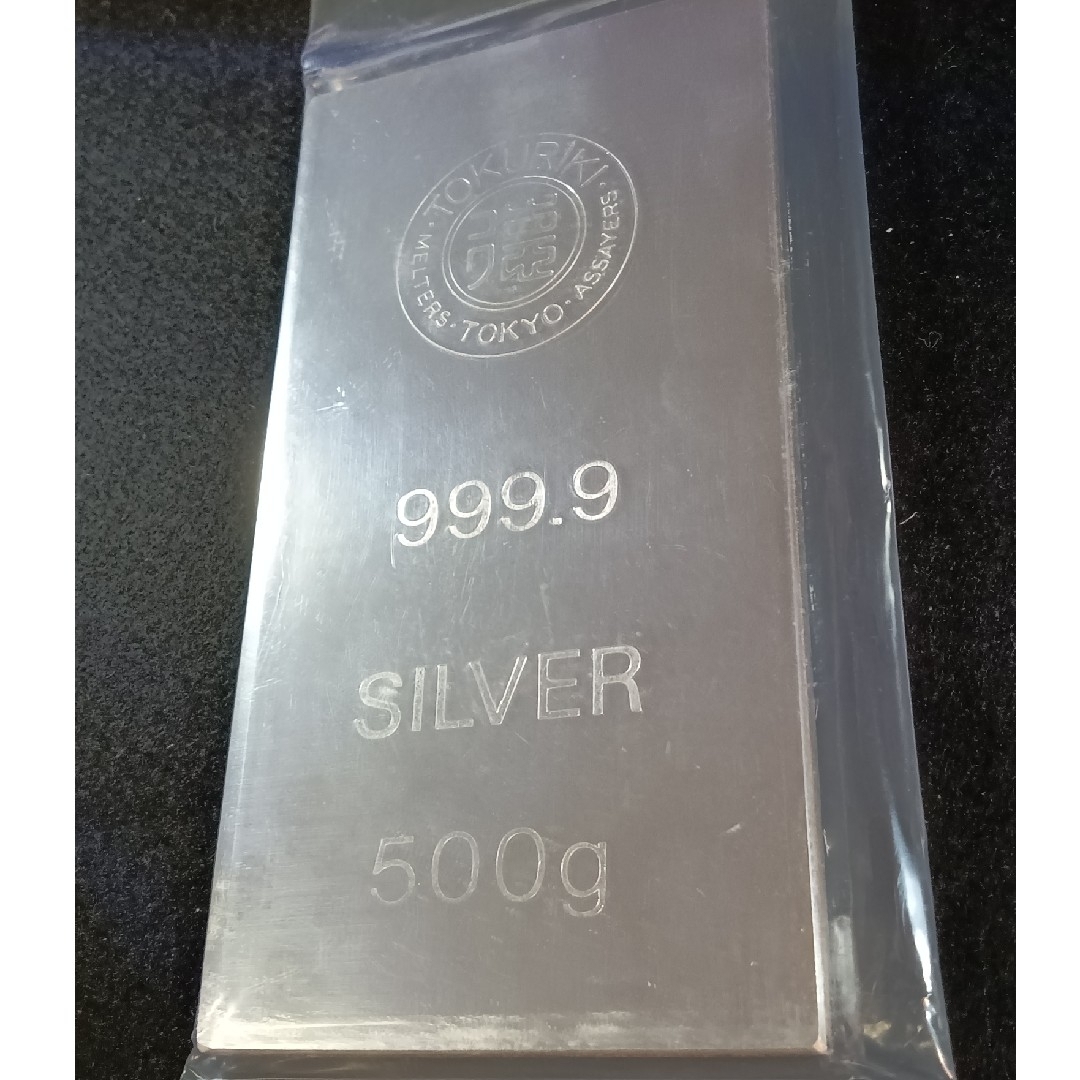 TOKURIKI
· MELTERS · TOKYO · ASSAYERS ·
999.9
SILVER
500g